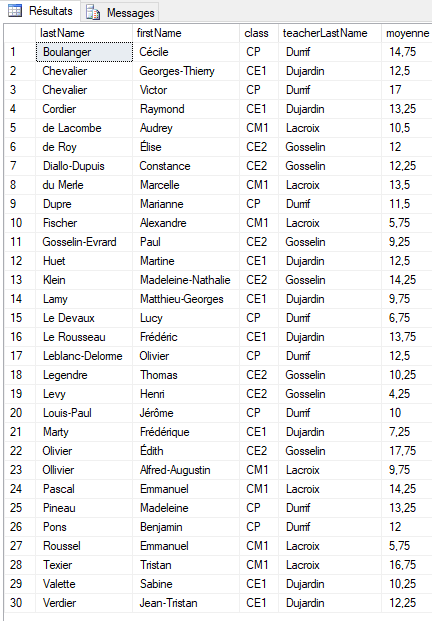 Résultats Messages
lastName firstName class teacherLastName moyenne
1 Boulanger Cécile CP Durrif 14,75
2 Chevalier Georges-Thierry CE1 Dujardin 12,5
3 Chevalier Victor CP Durrif 17
4 Cordier Raymond CE1 Dujardin 13,25
5 de Lacombe Audrey CM1 Lacroix 10,5
6 de Roy Élise CE2 Gosselin 12
7 Diallo-Dupuis Constance CE2 Gosselin 12,25
8 du Merle Marcelle CM1 Lacroix 13,5
9 Dupre Marianne CP Durrif 11,5
10 Fischer Alexandre CM1 Lacroix 5,75
11 Gosselin-Evrard Paul CE2 Gosselin 9,25
12 Huet Martine CE1 Dujardin 12,5
13 Klein Madeleine-Nathalie CE2 Gosselin 14,25
14 Lamy Matthieu-Georges CE1 Dujardin 9,75
15 Le Devaux Lucy CP Durrif 6,75
16 Le Rousseau Frédéric CE1 Dujardin 13,75
17 Leblanc-Delorme Olivier CP Durrif 12,5
18 Legendre Thomas CE2 Gosselin 10,25
19 Levy Henri CE2 Gosselin 4,25
20 Louis-Paul Jérôme CP Durrif 10
21 Marty Frédérique CE1 Dujardin 7,25
22 Olivier Édith CE2 Gosselin 17,75
23 Ollivier Alfred-Augustin CM1 Lacroix 9,75
24 Pascal Emmanuel CM1 Lacroix 14,25
25 Pineau Madeleine CP Durrif 13,25
26 Pons Benjamin CP Durrif 12
27 Roussel Emmanuel CM1 Lacroix 5,75
28 Texier Tristan CM1 Lacroix 16,75
29 Valette Sabine CE1 Dujardin 10,25
30 Verdier Jean-Tristan CE1 Dujardin 12,25